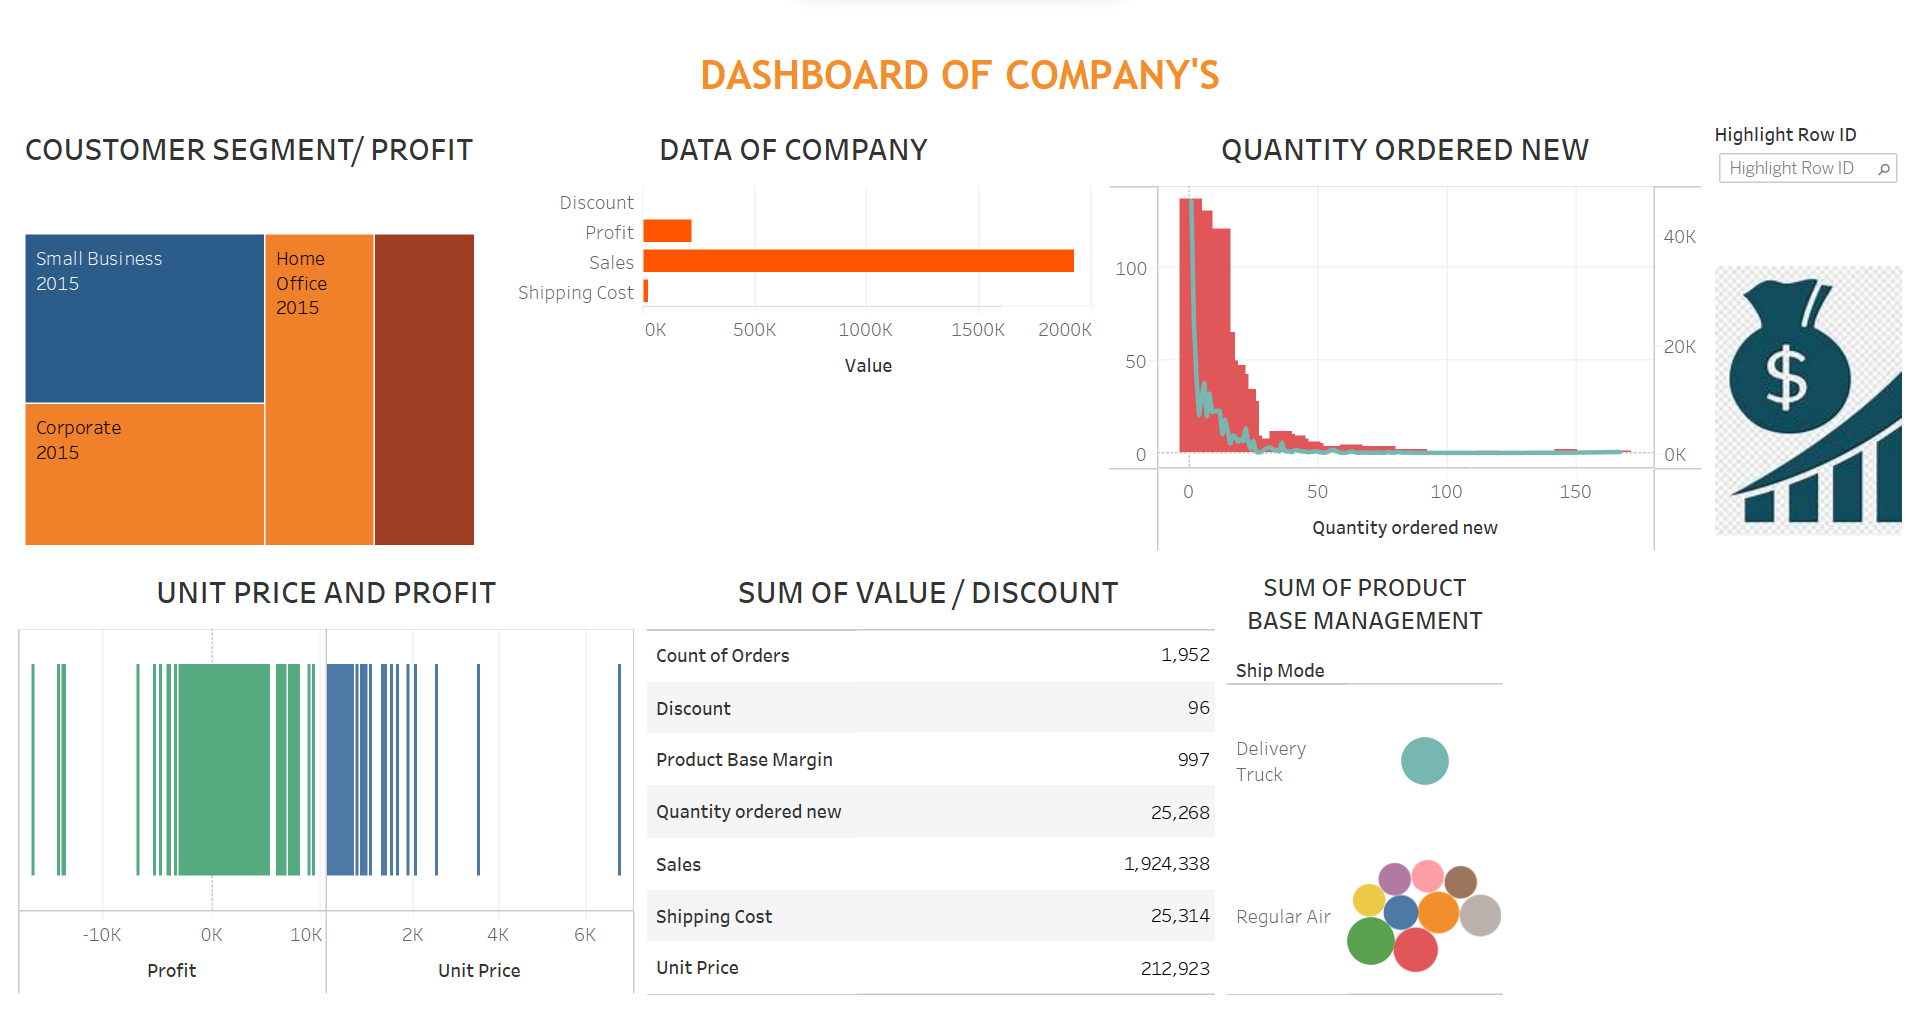 DASHBOARD OF COMPANY'S
COUSTOMER SEGMENT/ PROFIT
Small Business
2015
Home
Office
2015
Corporate
2015
DATA OF COMPANY
Discount
Profit
Sales
Shipping Cost
0K 500K 1000K 1500K 2000K
Value
QUANTITY ORDERED NEW
100
50
0
40K
20K
0K
0 50 100 150
Quantity ordered new
Highlight Row ID
Highlight Row ID
$
UNIT PRICE AND PROFIT
-10K 0K 10K 2K 4K 6K
Profit Unit Price
SUM OF VALUE / DISCOUNT
Count of Orders 1,952
Discount 96
Product Base Margin 997
Quantity ordered new 25,268
Sales 1,924,338
Shipping Cost 25,314
Unit Price 212,923
SUM OF PRODUCT
BASE MANAGEMENT
Ship Mode
Delivery
Truck
Regular Air